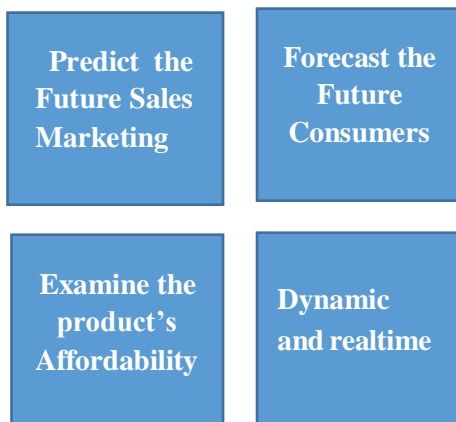 Predict the
Future Sales
Marketing
Forecast the
Future
Consumers
Examine the
product’s
Affordability
Dynamic
and realtime